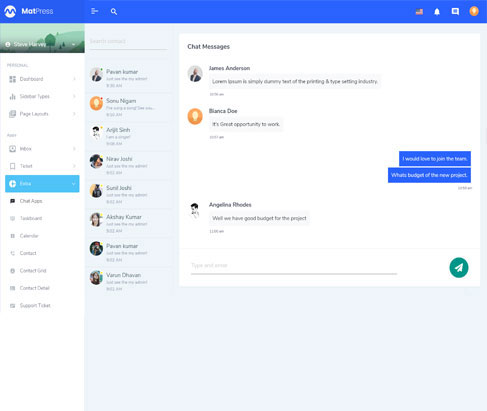 MatPress
Steve Harvey
PERSONAL
Dashboard
Sidebar Types
Page Layouts
Apps
Inbox
Ticket
Extra
Chat Apps
Taskboard
Calendar
Contact
Contact Grid
Contact Detail
Support Ticket
Search contact
Pavan kumar
Just see the my admin!
9:30 AM
Sonu Nigam
I've sung a song! See you...
9:10 AM
Arijit Sinh
I am a singer!
9:08 AM
Nirav Joshi
Just see the my admin!
9:02 AM
Sunil Joshi
Just see the my admin!
9:02 AM
Akshay Kumar
Just see the my admin!
9:02 AM
Pavan kumar
Just see the my admin!
9:02 AM
Varun Dhavan
Just see the my admin!
9:02 AM
Chat Messages
James Anderson
Lorem Ipsum is simply dummy text of the printing & type setting industry.
10:56 am
Bianca Doe
It's Great opportunity to work.
10:57 am
I would love to join the team.
Whats budget of the new project.
10:59 am
Angelina Rhodes
Well we have good budget for the project
11:00 am
Type and enter